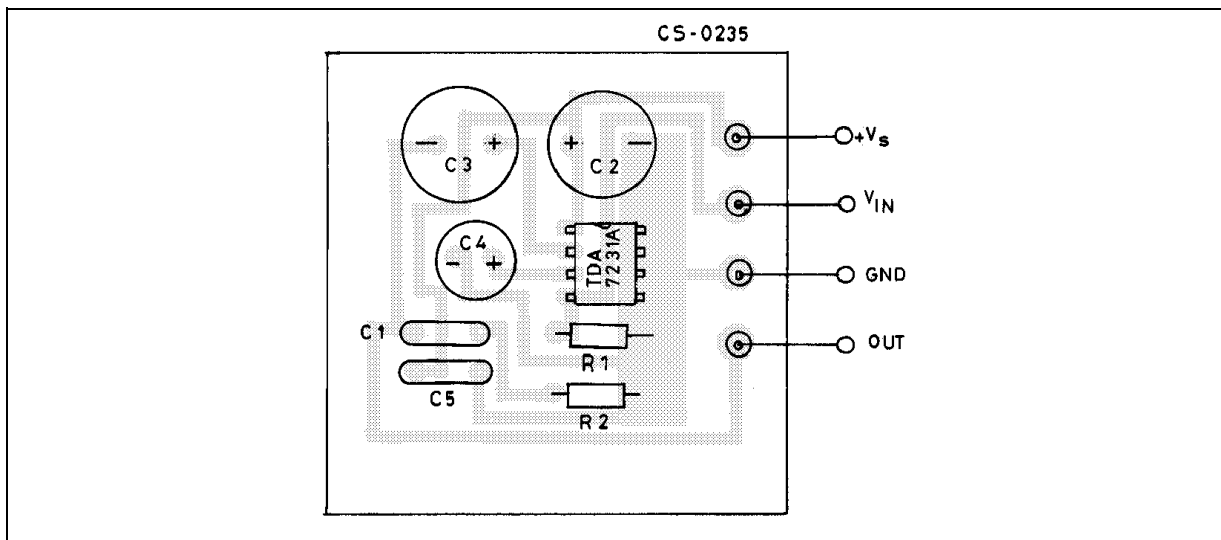 CS-0235
− C3 +
+ C2 −
+Vs
VIN
C4
− +
TDA
7231A
GND
C1
R1
OUT
C5
R2